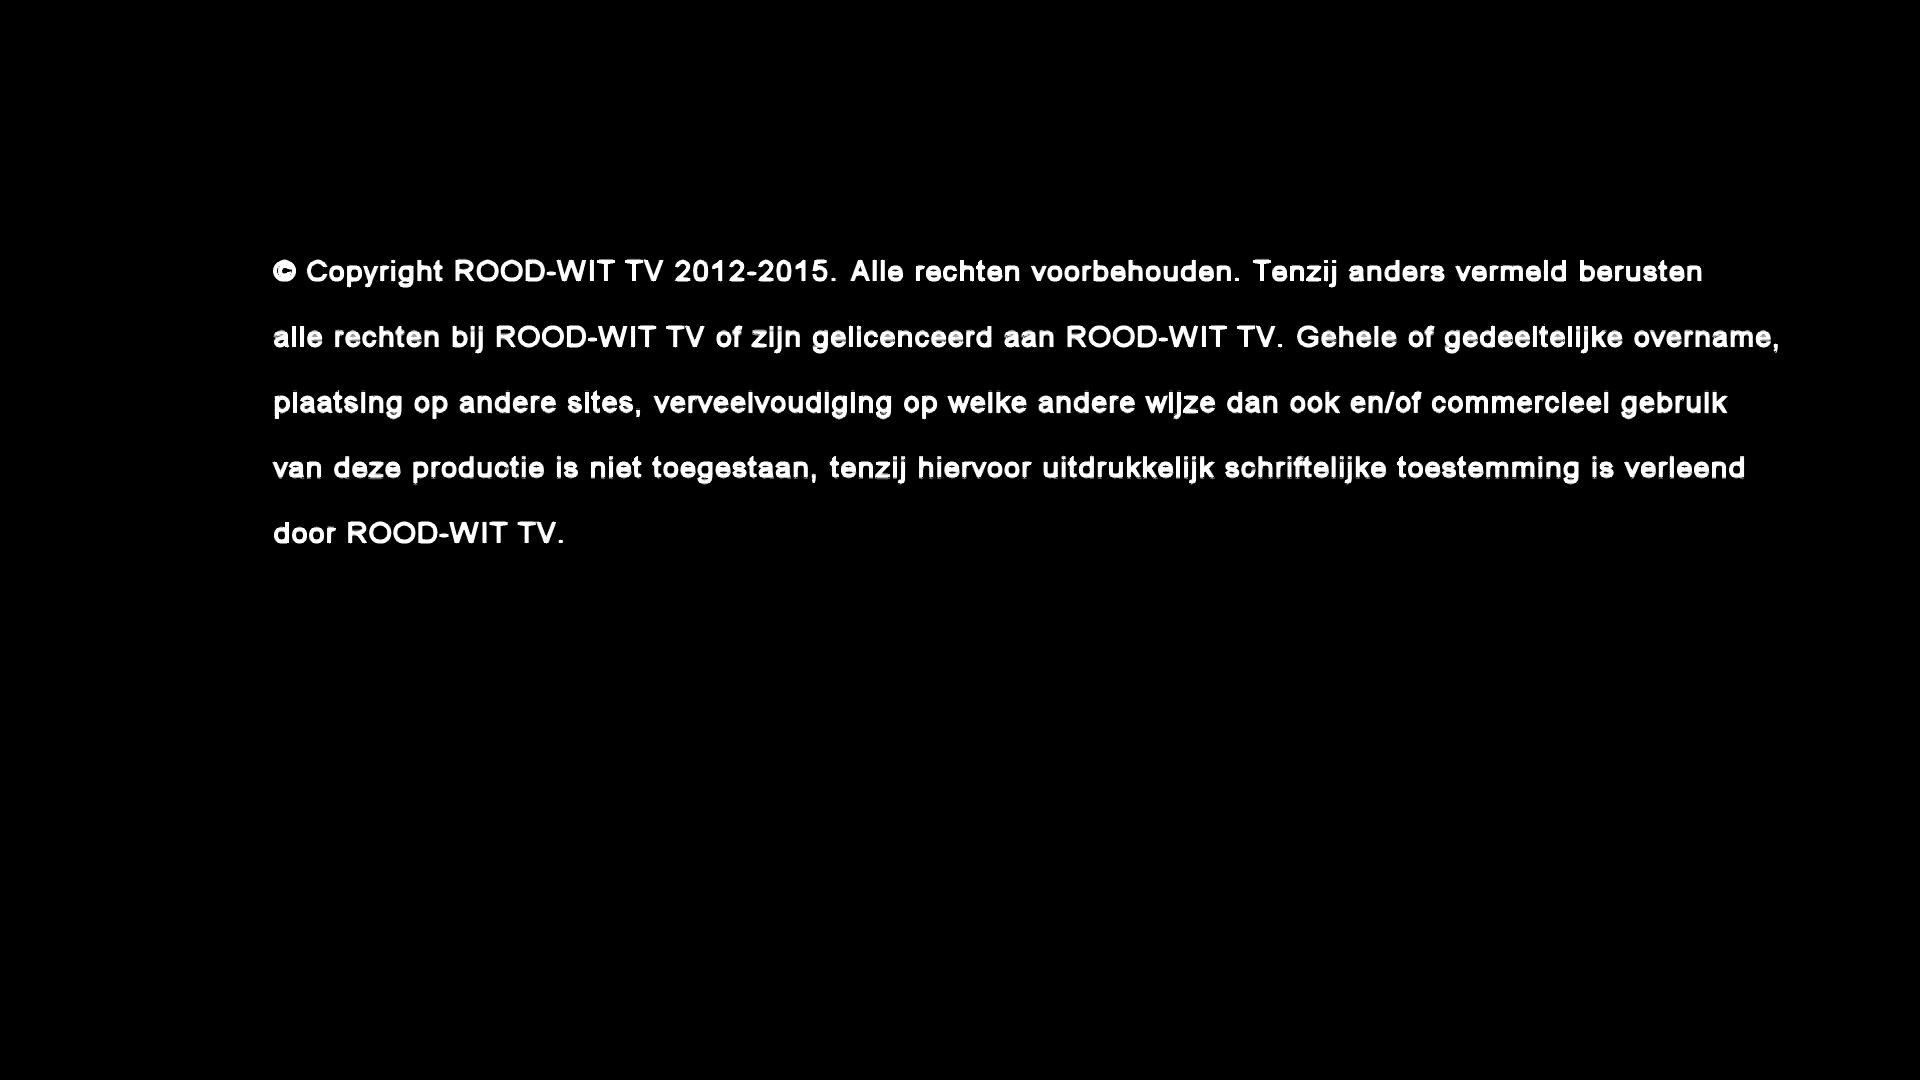 © Copyright ROOD-WIT TV 2012-2015. Alle rechten voorbehouden. Tenzij anders vermeld berusten
alle rechten bij ROOD-WIT TV of zijn gelicenceerd aan ROOD-WIT TV. Gehele of gedeeltelijke overname,
plaatsing op andere sites, verveelvoudiging op welke andere wijze dan ook en/of commercieel gebruik
van deze productie is niet toegestaan, tenzij hiervoor uitdrukkelijk schriftelijke toestemming is verleend
door ROOD-WIT TV.